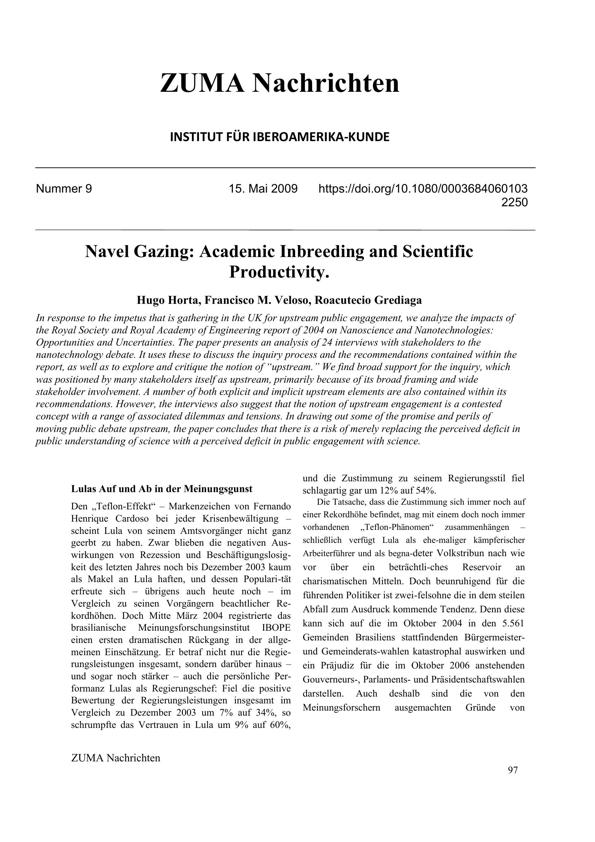 ZUMA Nachrichten
INSTITUT FÜR IBEROAMERIKA-KUNDE
Nummer 9 15. Mai 2009 https://doi.org/10.1080/0003684060103
2250
Navel Gazing: Academic Inbreeding and Scientific
Productivity.
Hugo Horta, Francisco M. Veloso, Roacutecio Grediaga
In response to the impetus that is gathering in the UK for upstream public engagement, we analyze the impacts of
the Royal Society and Royal Academy of Engineering report of 2004 on Nanoscience and Nanotechnologies:
Opportunities and Uncertainties. The paper presents an analysis of 24 interviews with stakeholders to the
nanotechnology debate. It uses these to discuss the inquiry process and the recommendations contained within the
report, as well as to explore and critique the notion of “upstream.” We find broad support for the inquiry, which
was positioned by many stakeholders itself as upstream, primarily because of its broad framing and wide
stakeholder involvement. A number of both explicit and implicit upstream elements are also contained within its
recommendations. However, the interviews also suggest that the notion of upstream engagement is a contested
concept with a range of associated dilemmas and tensions. In drawing out some of the promise and perils of
moving public debate upstream, the paper concludes that there is a risk of merely replacing the perceived deficit in
public understanding of science with a perceived deficit in public engagement with science.
Lulas Auf und Ab in der Meinungsgunst
Den „Teflon-Effekt“ – Markenzeichen von Fernando
Henrique Cardoso bei jeder Krisenbewältigung –
scheint Lula von seinem Amtsvorgänger nicht ganz
geerbt zu haben. Zwar blieben die negativen Aus-
wirkungen von Rezession und Beschäftigungslosig-
keit des letzten Jahres noch bis Dezember 2003 kaum
als Makel an Lula haften, und dessen Populari-tät
erfreute sich – übrigens auch heute noch – im
Vergleich zu seinen Vorgängern beachtlicher Re-
kordhöhen. Doch Mitte März 2004 registrierte das
brasilianische Meinungsforschungsinstitut IBOPE
einen ersten dramatischen Rückgang in der allge-
meinen Einschätzung. Er betraf nicht nur die Regie-
rungsleistungen insgesamt, sondern darüber hinaus –
und sogar noch stärker – auch die persönliche Per-
formanz Lulas als Regierungschef: Fiel die positive
Bewertung der Regierungsleistungen insgesamt im
Vergleich zu Dezember 2003 um 7% auf 34%, so
schrumpfte das Vertrauen in Lula um 9% auf 60%,
und die Zustimmung zu seinem Regierungsstil fiel
schlagartig gar um 12% auf 54%.
Die Tatsache, dass die Zustimmung sich immer noch auf
einer Rekordhöhe befindet, mag mit einem doch noch immer
vorhandenen „Teflon-Phänomen“ zusammenhängen –
schließlich verfügt Lula als ehe-maliger kämpferischer
Arbeiterführer und als begna-deter Volkstribun nach wie
vor über ein beträchtli-ches Reservoir an
charismatischen Mitteln. Doch beunruhigend für die
führenden Politiker ist zwei-felsohne die in dem steilen
Abfall zum Ausdruck kommende Tendenz. Denn diese
kann sich auf die im Oktober 2004 in den 5.561
Gemeinden Brasiliens stattfindenden Bürgermeister-
und Gemeinderats-wahlen katastrophal auswirken und
ein Präjudiz für die im Oktober 2006 anstehenden
Gouverneurs-, Parlaments- und Präsidentschaftswahlen
darstellen. Auch deshalb sind die von den
Meinungsforschern ausgemachten Gründe von
ZUMA Nachrichten
97